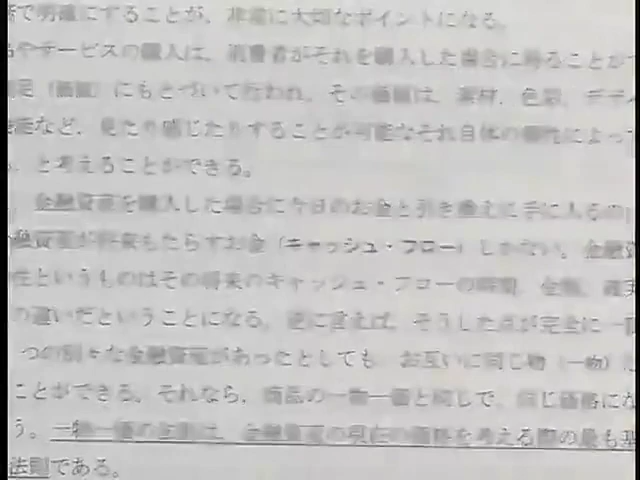 で明確にすることが、非常に大切なポイントになる。
やサービスの購入は、消費者がそれを購入した場合に得ることが
足（価値）にもとづいて行われ、その価値は、素材、色彩、デザイ
能など、見たり感じたりすることが可能なそれ自体の個性によっ
、と考えることができる。
金融資産を購入した場合に今日のお金と引き換えに手に入るの
融資産が将来もたらすお金（キャッシュ・フロー）しかない。金融
在というものはその将来のキャッシュ・フローの時期、金額、確実
の違いだということになる。逆に言えば、そうした点が完全に一
つの別々な金融資産があったとしても、お互いに同じ物（一物）
ことができる。それなら、商品の一物一価と同じで、同じ価格にな
う。一物一価の法則は、金融資産の現在の価格を考える際の最も
法則である。